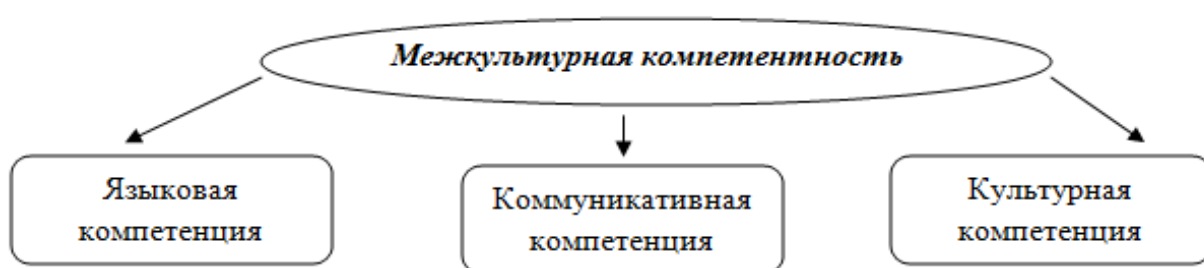 Межкультурная компетентность
Языковая
компетенция
Коммуникативная
компетенция
Культурная
компетенция